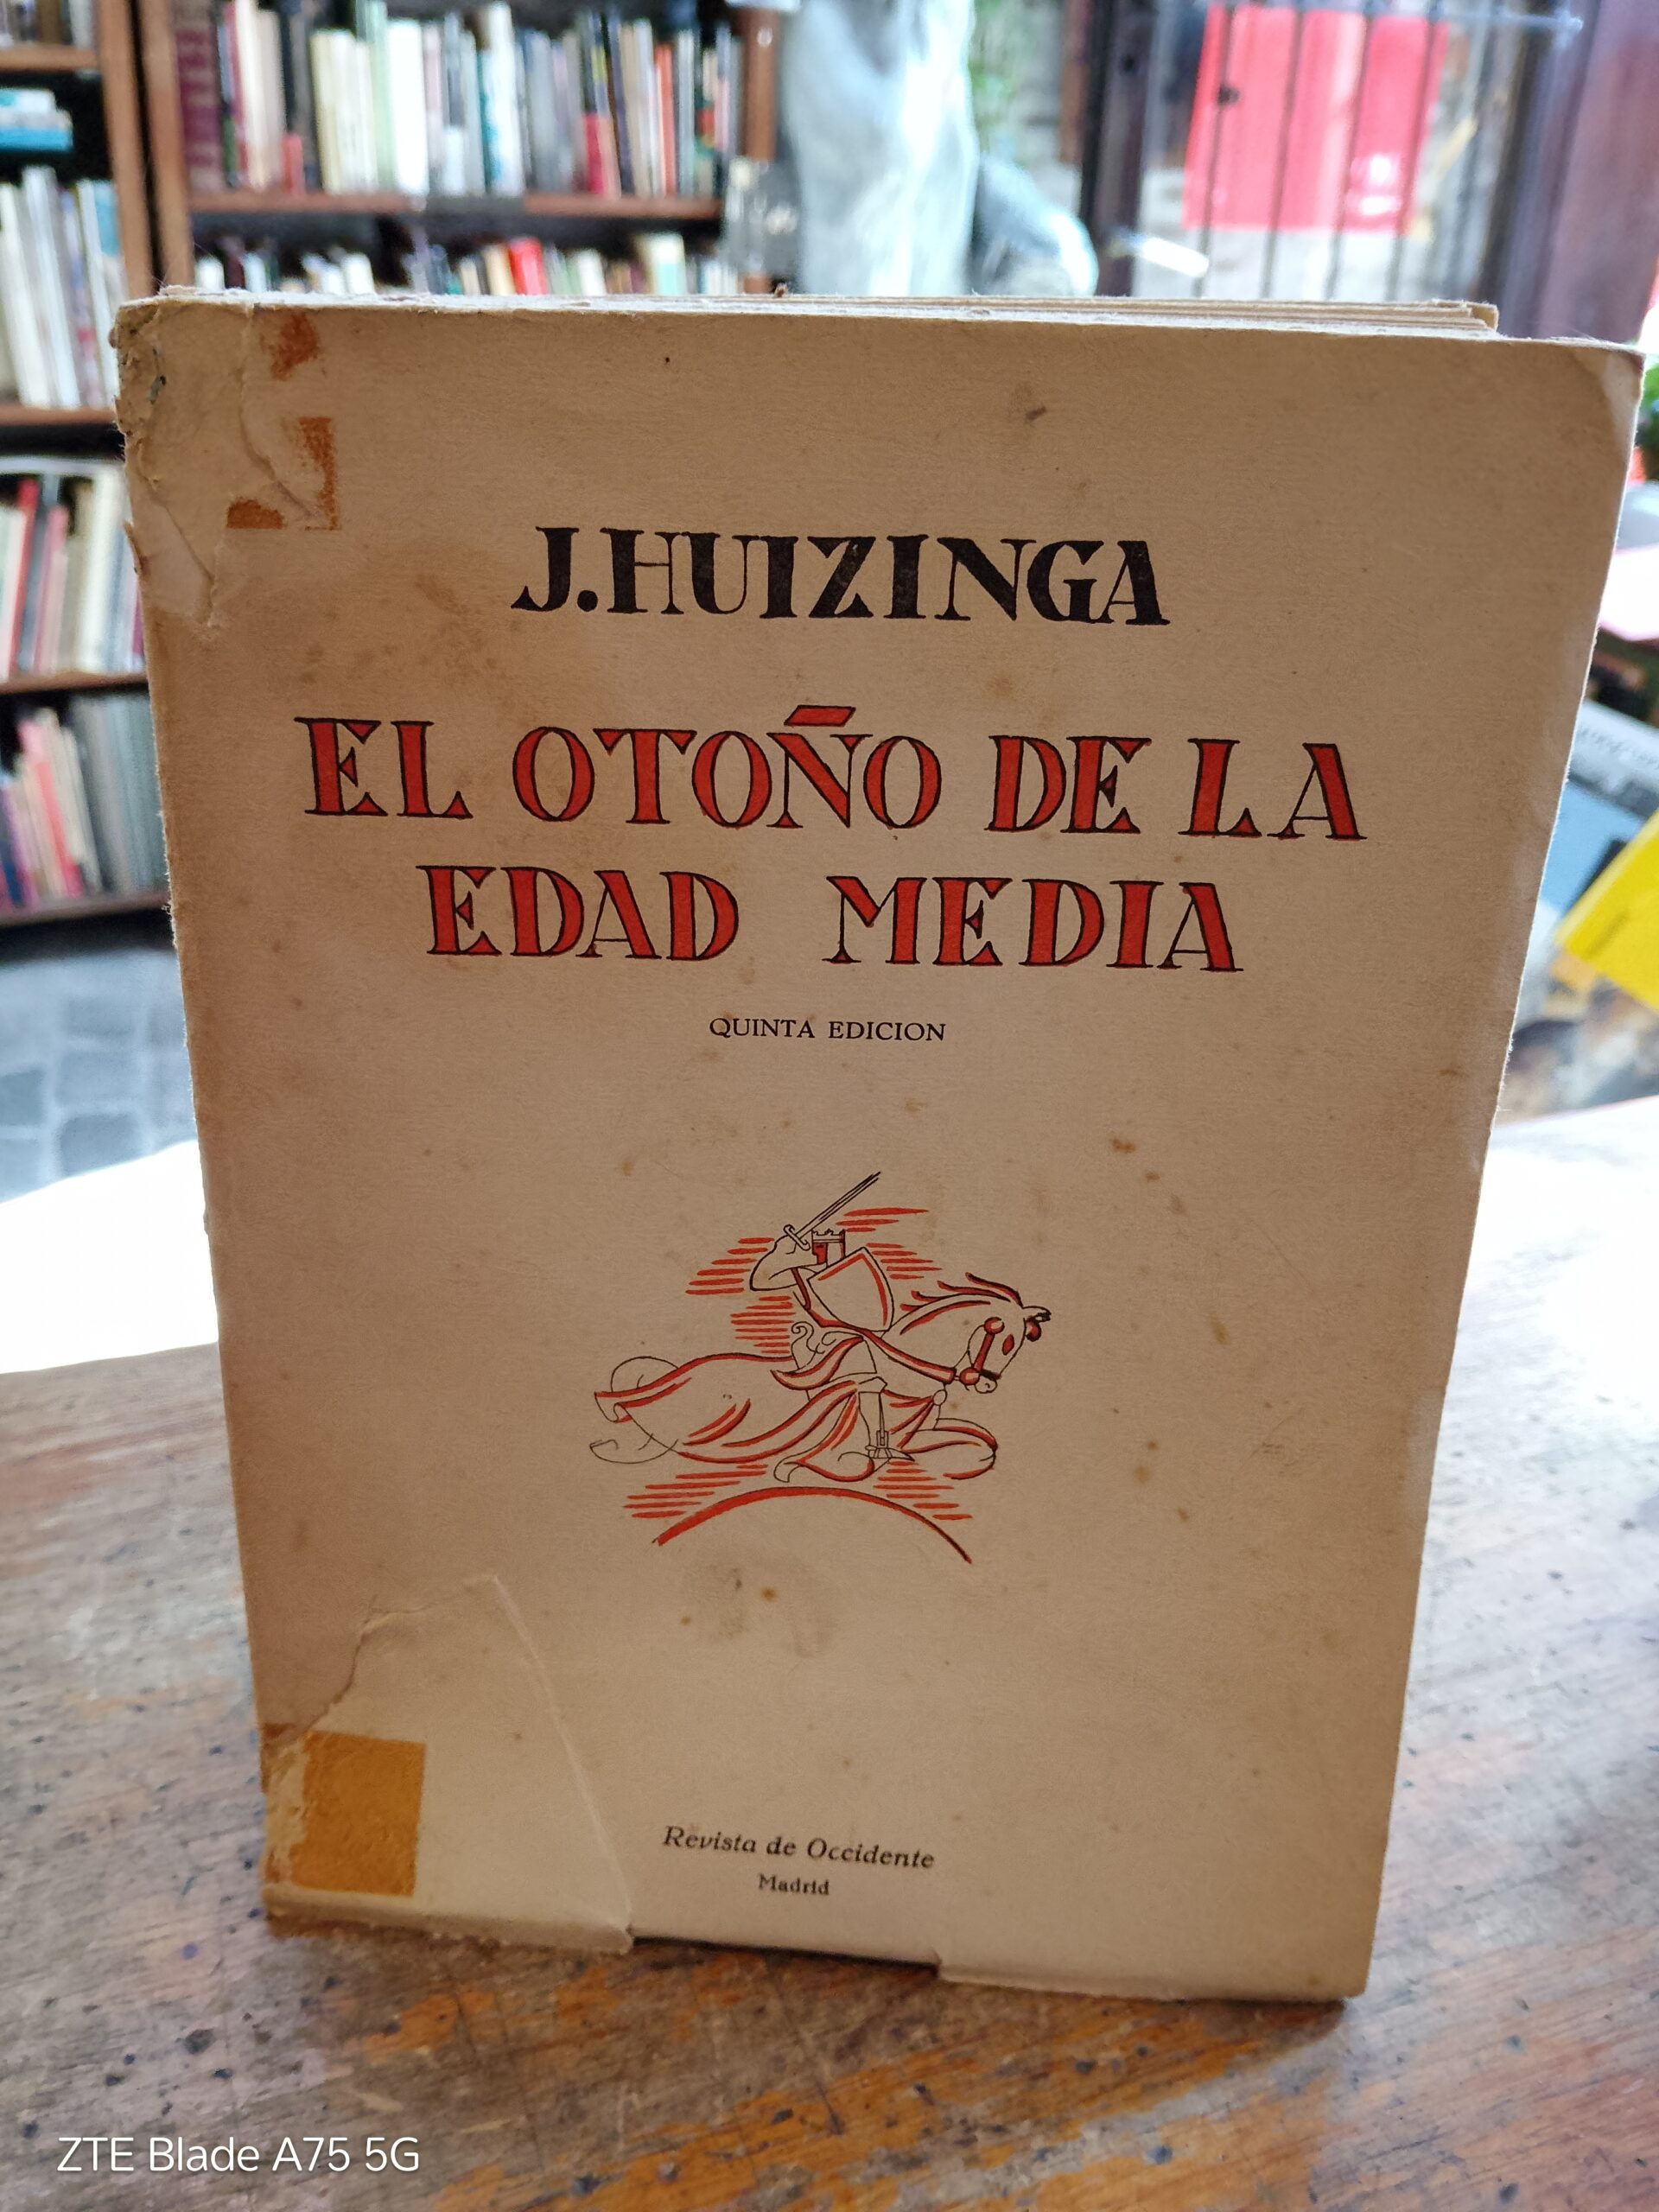 J. HUIZINGA
EL OTOÑO DE LA
EDAD MEDIA
QUINTA EDICION
Revista de Occidente
Madrid
ZTE Blade A75 5G